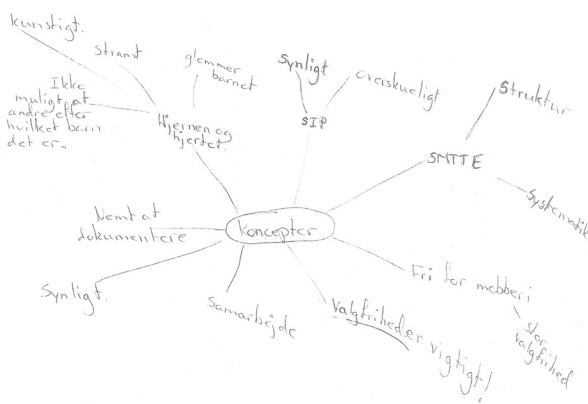 kunstigt.
stramt
glemmer
barnet
Ikke
muligt at
andre efter
hvilket barn
det er.
Hjernen og
hjertet.
Synligt
overskueligt
SIP
Struktur
SMTTE
Systematik
Nemt at
dokumentere
koncepter
Synligt.
Samarbejde
Valgfriheder vigtigt!
Fri for mobberi
stor
valgfrihed